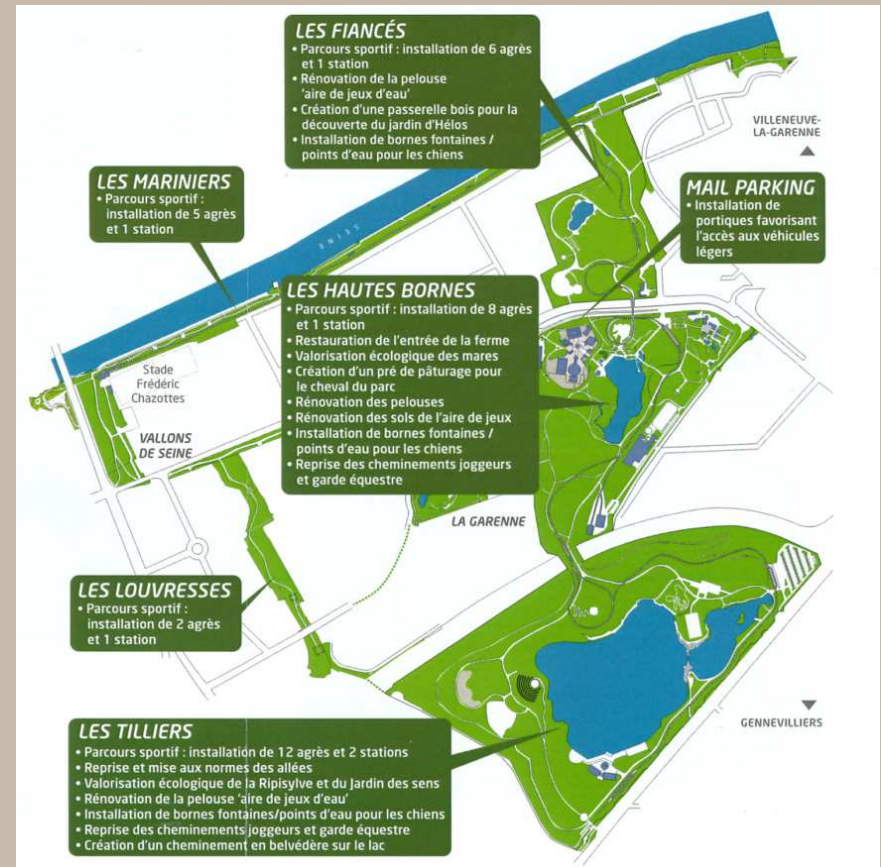 LES FIANCÉS
• Parcours sportif : installation de 6 agrès
et 1 station
• Rénovation de la pelouse
'aire de jeux d'eau'
• Création d'une passerelle bois pour la
découverte du jardin d'Hélos
• Installation de bornes fontaines /
points d'eau pour les chiens
VILLENEUVE-
LA-GARENNE
LES MARINIERS
• Parcours sportif :
installation de 5 agrès
et 1 station
MAIL PARKING
• Installation de
portiques favorisant
l'accès aux véhicules
légers
SEINE
LES HAUTES BORNES
• Parcours sportif : installation de 8 agrès
et 1 station
• Restauration de l'entrée de la ferme
• Valorisation écologique des mares
• Création d'un pré de pâturage pour
le cheval du parc
• Rénovation des pelouses
• Rénovation des sols de l'aire de jeux
• Installation de bornes fontaines /
points d'eau pour les chiens
• Reprise des cheminements joggeurs
et garde équestre
Stade
Frédéric
Chazottes
VALLONS
DE SEINE
LA GARENNE
LES LOUVRESSES
• Parcours sportif :
installation de 2 agrès
et 1 station
GENNEVILLIERS
LES TILLIERS
• Parcours sportif : installation de 12 agrès et 2 stations
• Reprise et mise aux normes des allées
• Valorisation écologique de la Ripisylve et du Jardin des sens
• Rénovation de la pelouse 'aire de jeux d'eau'
• Installation de bornes fontaines/points d'eau pour les chiens
• Reprise des cheminements joggeurs et garde équestre
• Création d'un cheminement en belvédère sur le lac